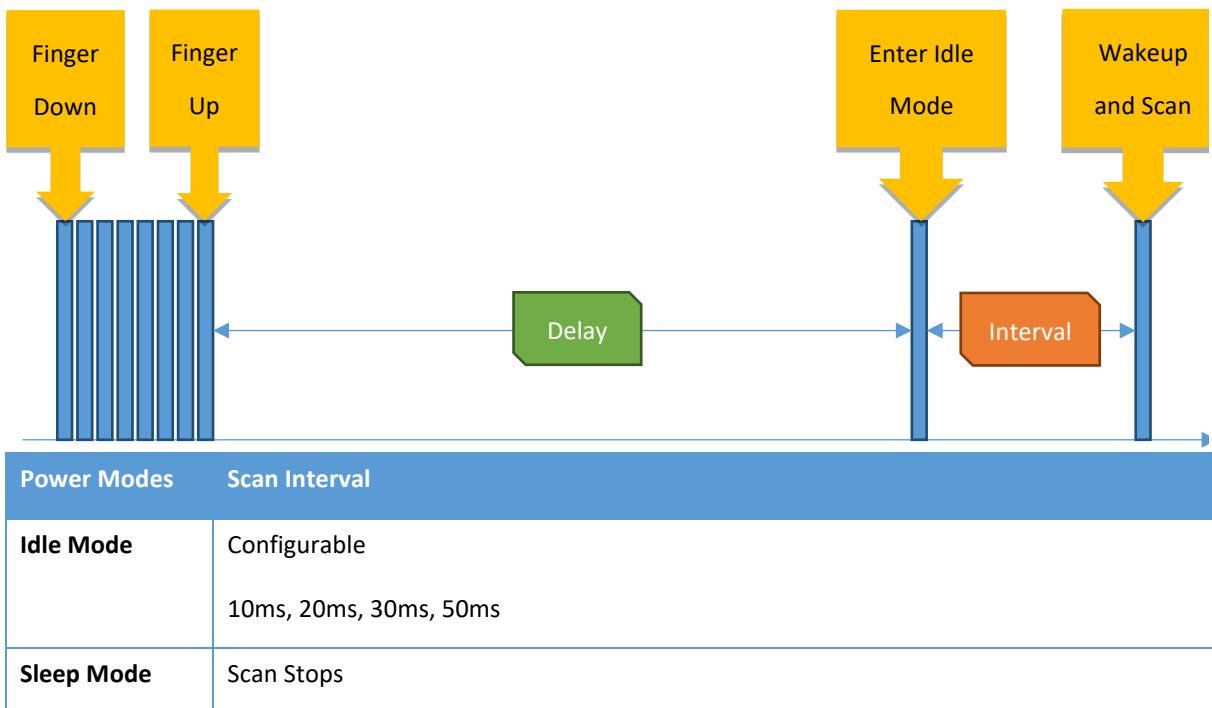 Finger
Down
Finger
Up
Enter Idle
Mode
Wakeup
and Scan
Delay
Interval
Power Modes Scan Interval
Idle Mode Configurable
10ms, 20ms, 30ms, 50ms
Sleep Mode Scan Stops